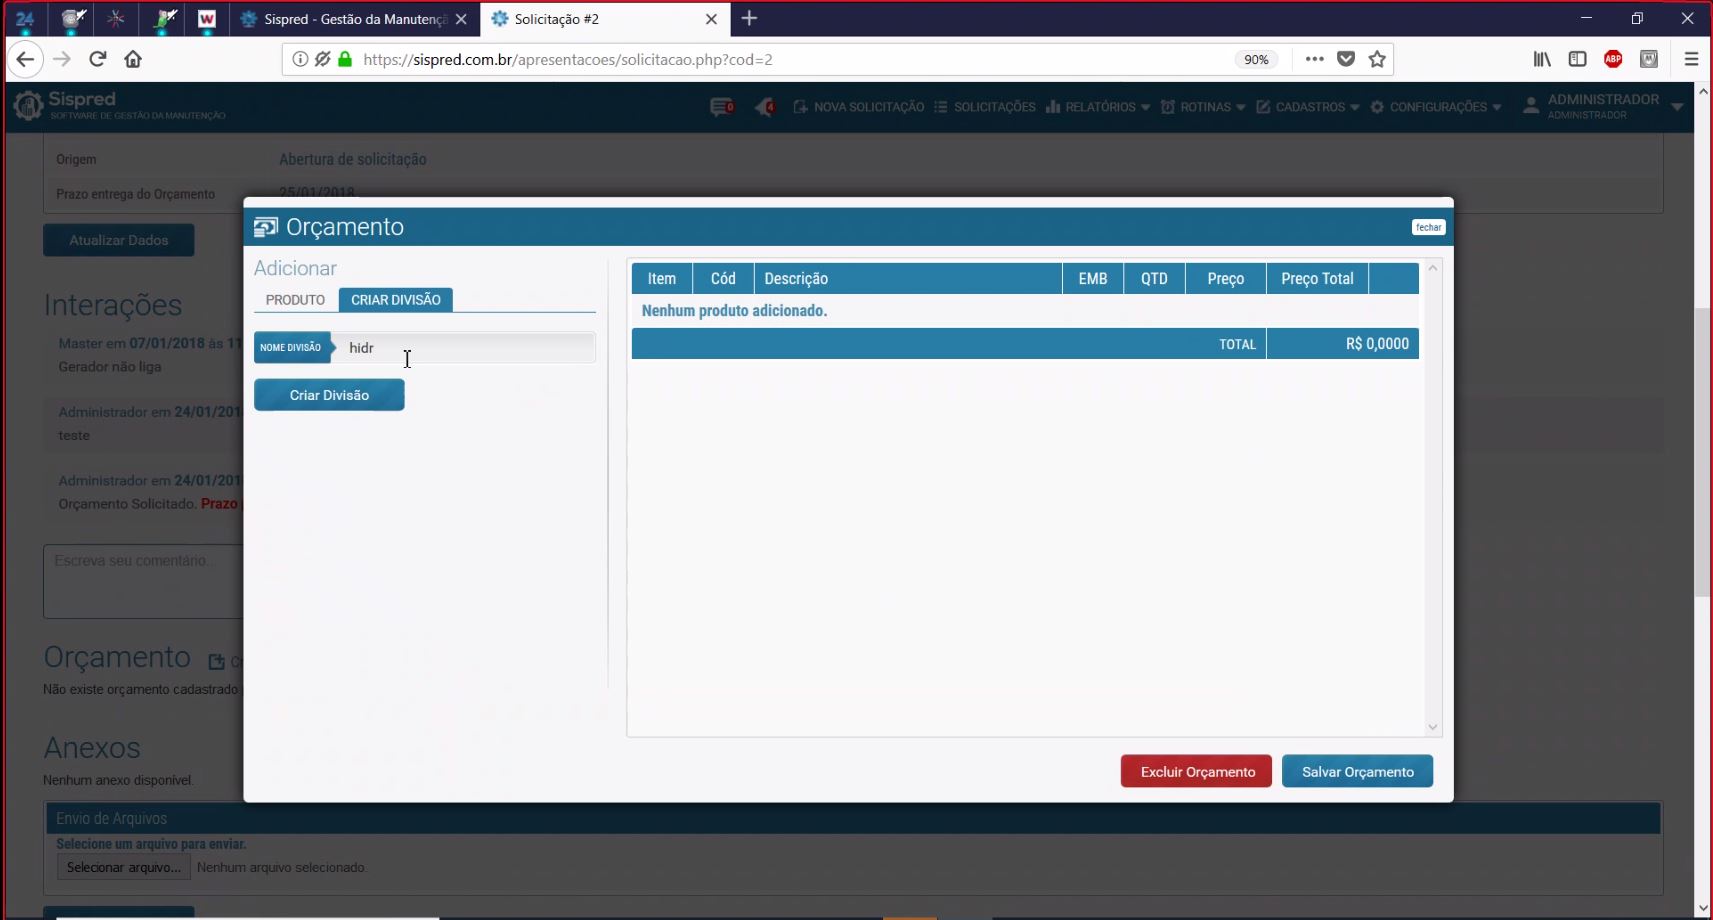 24
W
Sispred - Gestão da Manutençã
Solicitação #2
https://sispred.com.br/apresentacoes/solicitacao.php?cod=2
90%
ABP
Sispred
SOFTWARE DE GESTÃO DA MANUTENÇÃO
0
4
NOVA SOLICITAÇÃO
SOLICITAÇÕES
RELATÓRIOS
ROTINAS
CADASTROS
CONFIGURAÇÕES
ADMINISTRADOR
ADMINISTRADOR
Origem Abertura de solicitação
Prazo entrega do Orçamento 25/01/2018
Atualizar Dados
Interações
Master em 07/01/2018 às 11
Gerador não liga
Administrador em 24/01/201
teste
Administrador em 24/01/201
Orçamento Solicitado. Prazo
Escreva seu comentário..
Orçamento
Não existe orçamento cadastrado
Anexos
Nenhum anexo disponível.
Envio de Arquivos
Selecione um arquivo para enviar.
Selecionar arquivo... Nenhum arquivo selecionado.
Orçamento
fechar
Adicionar
PRODUTO CRIAR DIVISÃO
NOME DIVISÃO hidr
Criar Divisão
Item Cód Descrição EMB QTD Preço Preço Total
Nenhum produto adicionado.
TOTAL R$ 0,0000
Excluir Orçamento Salvar Orçamento